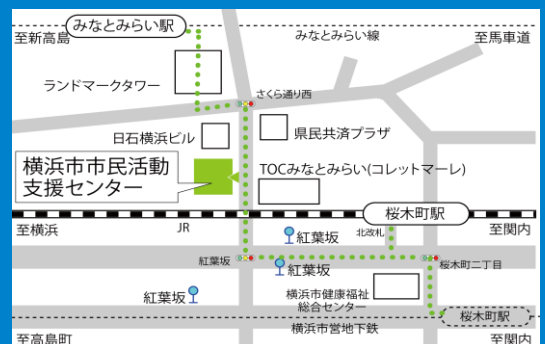 みなとみらい駅
至新高島
みなとみらい線
至馬車道
ランドマークタワー
さくら通り西
日石横浜ビル
県民共済プラザ
横浜市市民活動
支援センター
TOCみなとみらい(コレットマーレ)
桜木町駅
至横浜
JR
紅葉坂
北改札
至関内
紅葉坂
紅葉坂
桜木町二丁目
紅葉坂
横浜市健康福祉
総合センター
桜木町駅
横浜市営地下鉄
至高島町
至関内